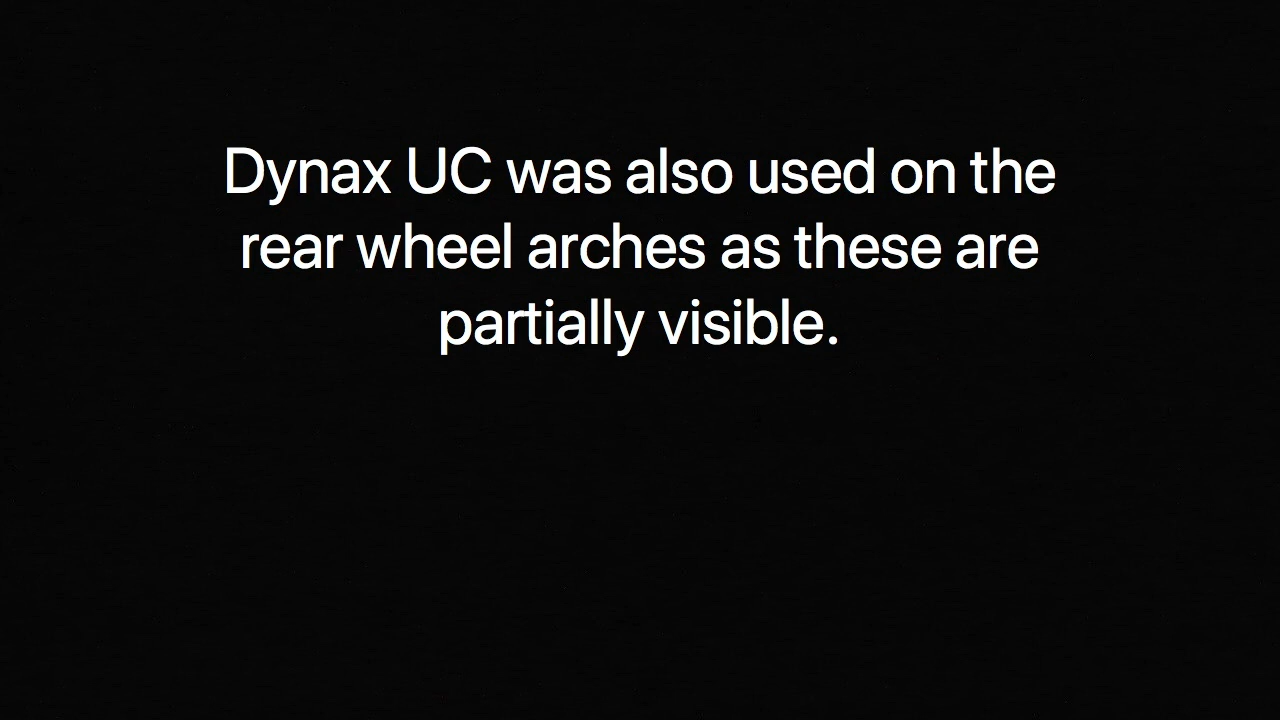 Dynax UC was also used on the
rear wheel arches as these are
partially visible.